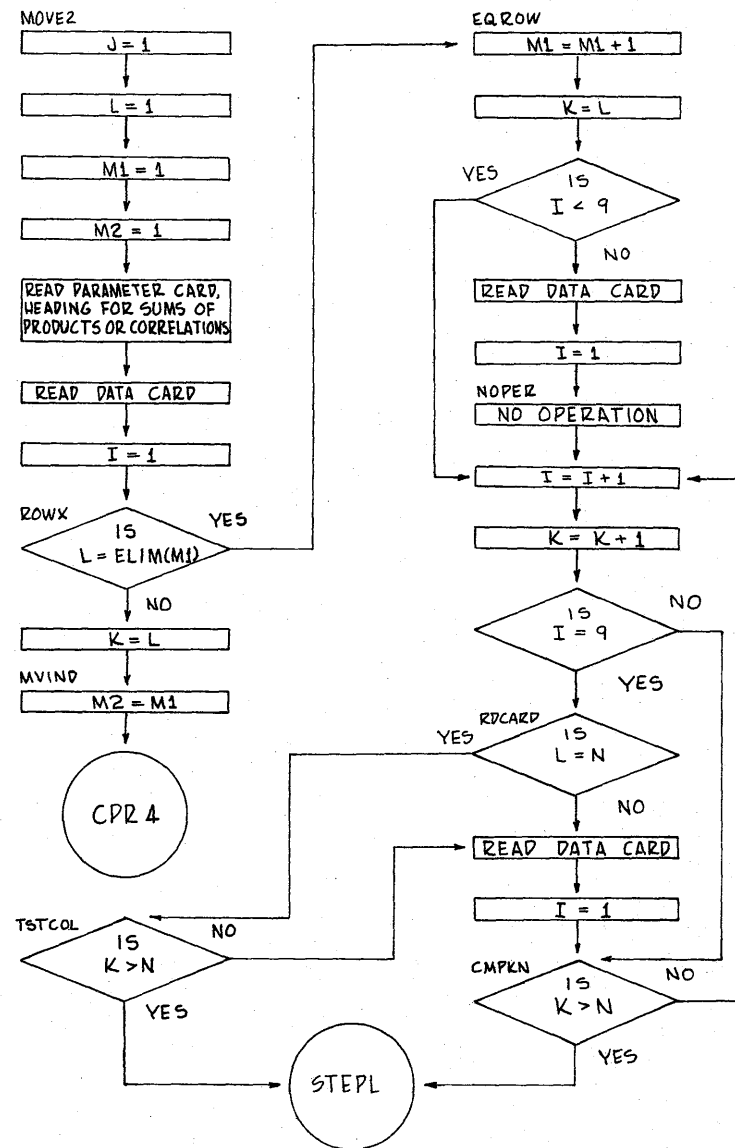 MOVE2
J = 1
L = 1
M1 = 1
M2 = 1
READ PARAMETER CARD,
HEADING FOR SUMS OF
PRODUCTS OR CORRELATIONS
READ DATA CARD
I = 1
ROWX
IS
L = ELIM(M1)
YES
NO
K = L
MVIND
M2 = M1
CPR 4
TSTCOL
IS
K > N
NO
YES
EQROW
M1 = M1 + 1
K = L
YES
IS
I < 9
NO
READ DATA CARD
I = 1
NOPER
NO OPERATION
I = I + 1
K = K + 1
IS
I = 9
NO
YES
RDCARD
YES
IS
L = N
NO
READ DATA CARD
I = 1
CMPKN
IS
K > N
NO
YES
STEPL